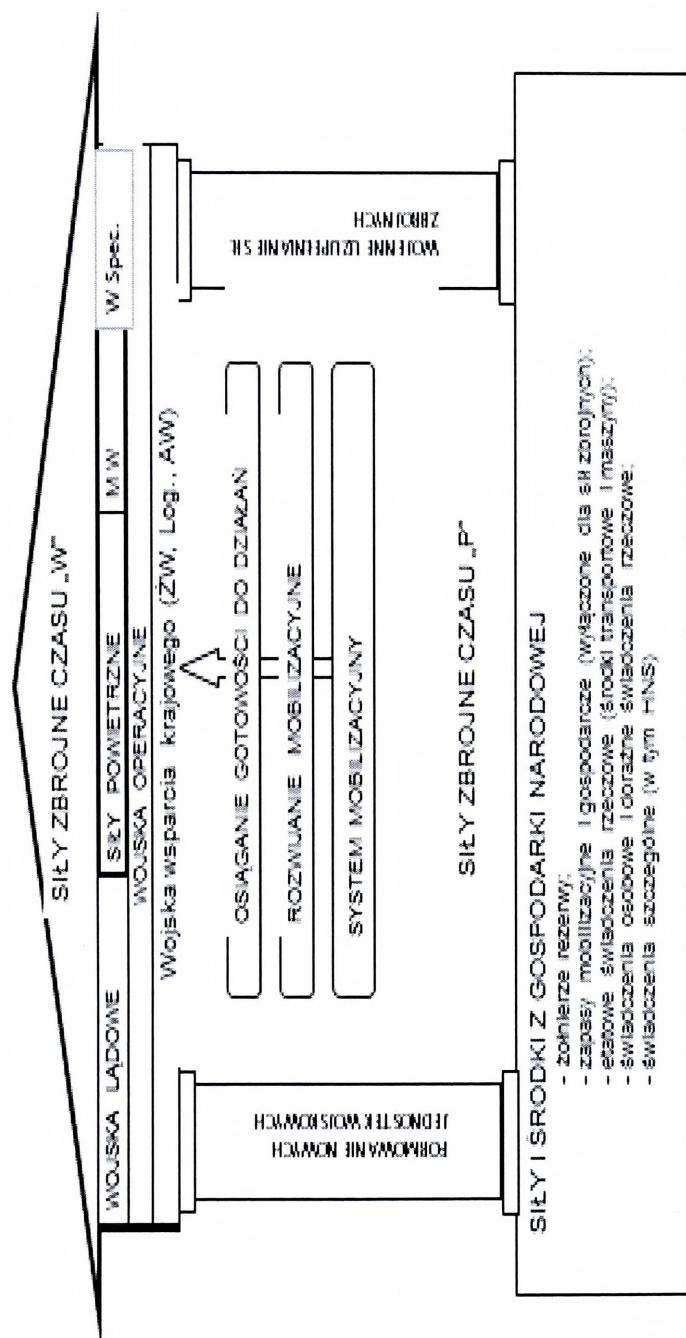 SIŁY ZBROJNE CZASU „W"
WOJSKA LĄDOWE
SIŁY POWIETRZNE
MW
W Spec.
WOJSKA OPERACYJNE
Wojska wsparcia krajowego (ŻW, Log., AW)
FORMOWANIE NOWYCH
JEDNOSTEK WOJSKOWYCH
OSIĄGANIE GOTOWOŚCI DO DZIAŁAŃ
ROZWIJANIE MOBILIZACYJNE
SYSTEM MOBILIZACYJNY
WOJENNE UZUPEŁNIANIE SIŁ
ZBROJNYCH
SIŁY ZBROJNE CZASU „P"
SIŁY I ŚRODKI Z GOSPODARKI NARODOWEJ
- żołnierze rezerwy;
- zapasy mobilizacyjne i gospodarcze (wyłączone dla sił zbrojnych);
- etatowe świadczenia rzeczowe (środki transportowe i maszyny);
- świadczenia osobowe i doraźne świadczenia rzeczowe;
- świadczenia szczególne (w tym HNS)